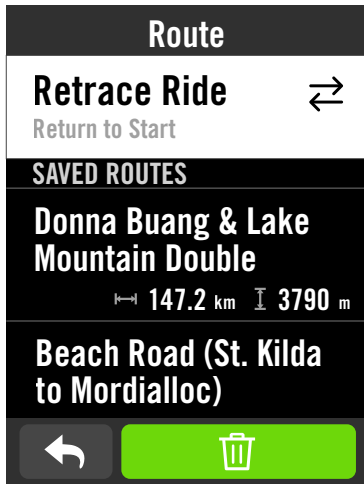 Route
Retrace Ride
Return to Start
SAVED ROUTES
Donna Buang & Lake
Mountain Double
147.2 km 3790 m
Beach Road (St. Kilda
to Mordialloc)